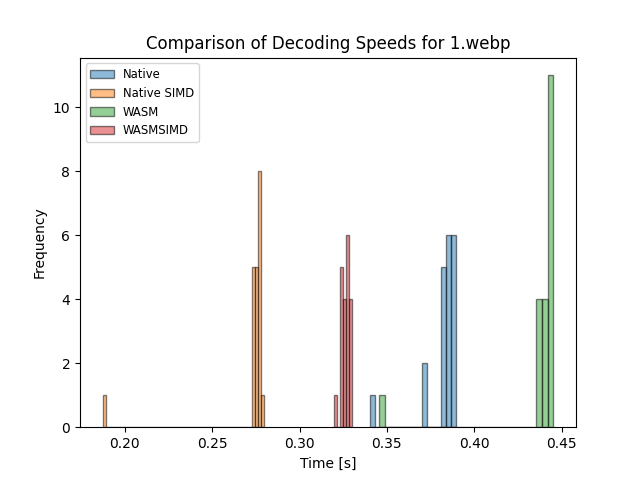 Comparison of Decoding Speeds for 1.webp
Native
Native SIMD
WASM
WASMSIMD
10
8
6
4
2
0
Frequency
0.20 0.25 0.30 0.35 0.40 0.45
Time [s]